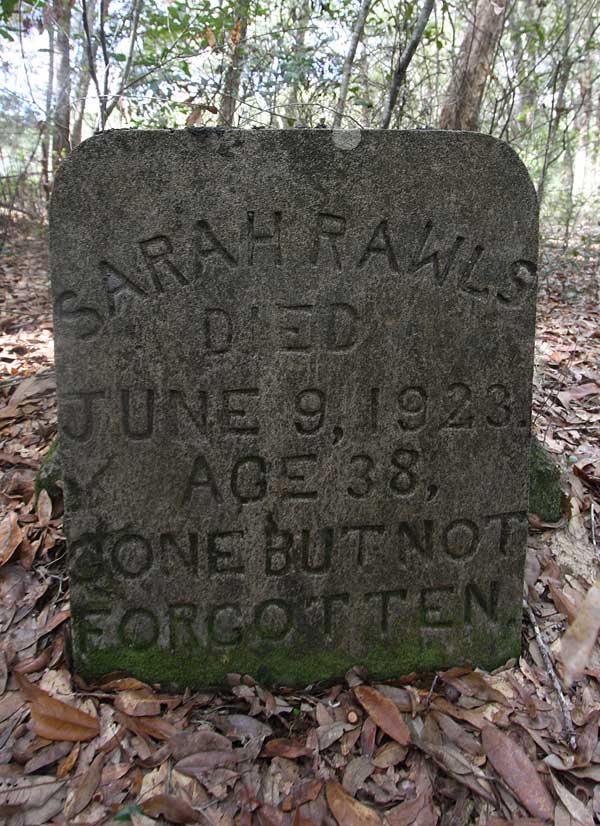 SARAH RAWLS
DIED
JUNE 9, 1923.
AGE 38,
GONE BUT NOT
FORGOTTEN.